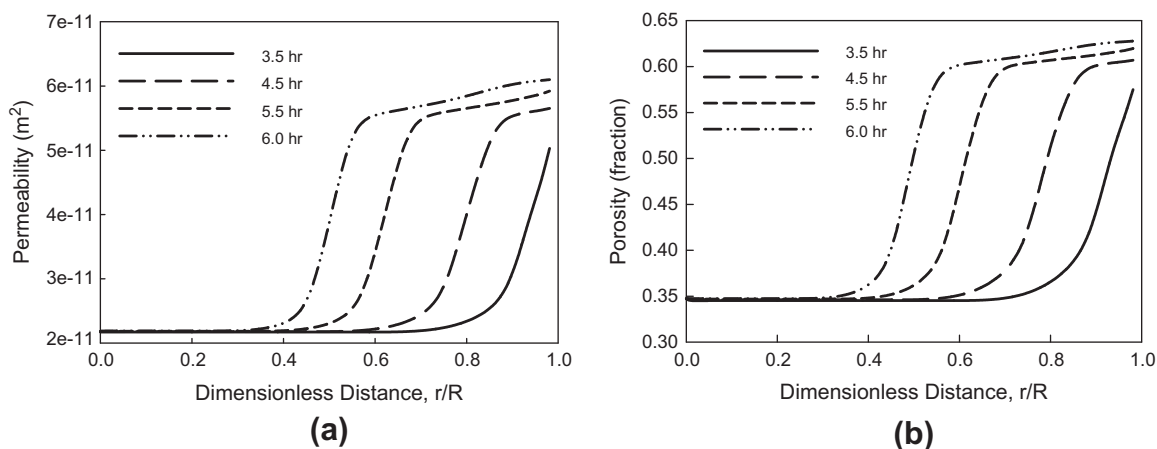 7e-11
6e-11
5e-11
4e-11
3e-11
2e-11
Permeability (m²)
3.5 hr
4.5 hr
5.5 hr
6.0 hr
0.0 0.2 0.4 0.6 0.8 1.0
Dimensionless Distance, r/R
(a)
0.65
0.60
0.55
0.50
0.45
0.40
0.35
0.30
Porosity (fraction)
3.5 hr
4.5 hr
5.5 hr
6.0 hr
0.0 0.2 0.4 0.6 0.8 1.0
Dimensionless Distance, r/R
(b)